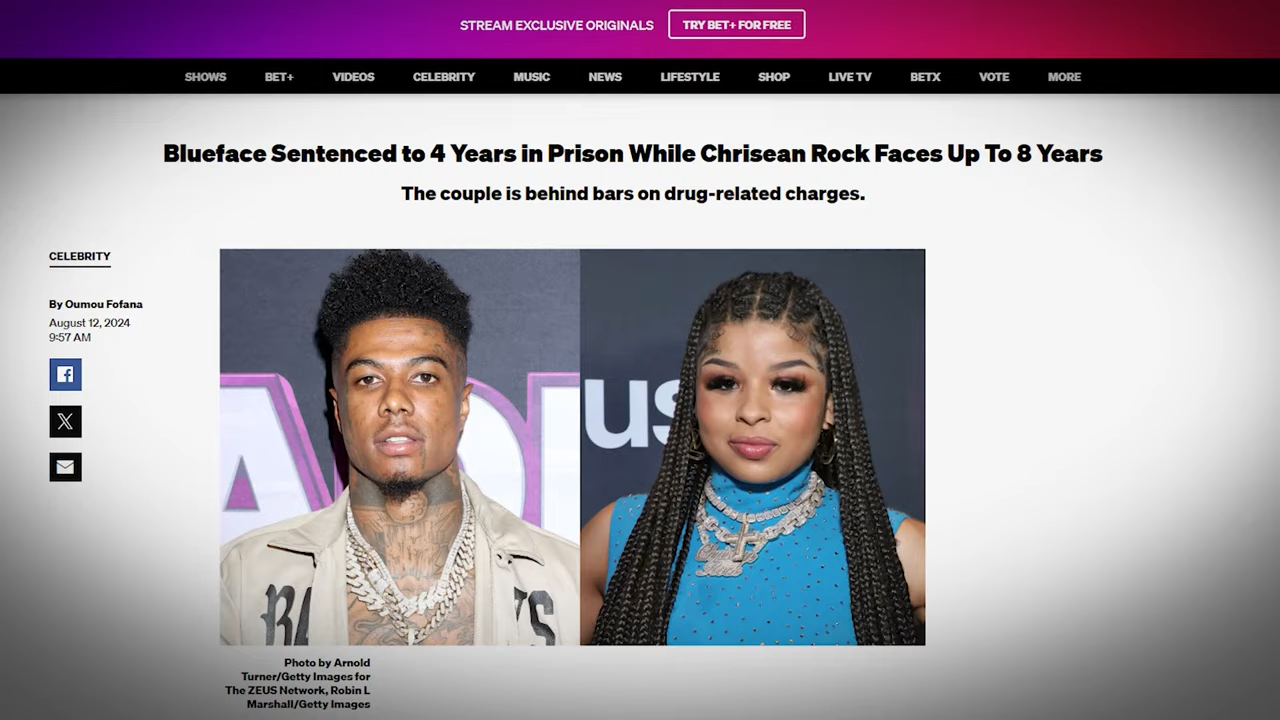 STREAM EXCLUSIVE ORIGINALS TRY BET+ FOR FREE
SHOWS BET+ VIDEOS CELEBRITY MUSIC NEWS LIFESTYLE SHOP LIVE TV BETX VOTE MORE
Blueface Sentenced to 4 Years in Prison While Chrisean Rock Faces Up To 8 Years
The couple is behind bars on drug-related charges.
CELEBRITY
By Oumou Fofana
August 12, 2024
9:57 AM
us
Photo by Arnold
Turner/Getty Images for
The ZEUS Network, Robin L
Marshall/Getty Images